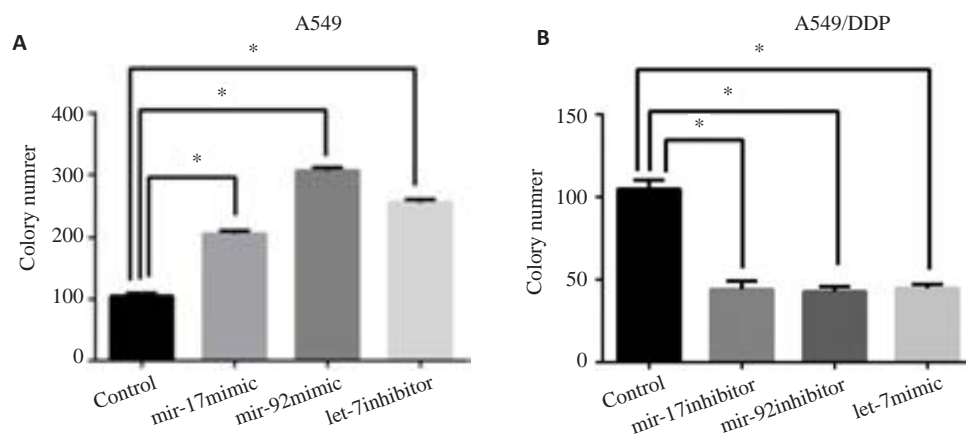 A
A549
*
*
*
Colory numrer
400
300
200
100
0
Control
mir-17mimic
mir-92mimic
let-7inhibitor
B
A549/DDP
*
*
*
Colory numrer
150
100
50
0
Control
mir-17inhibitor
mir-92inhibitor
let-7mimic